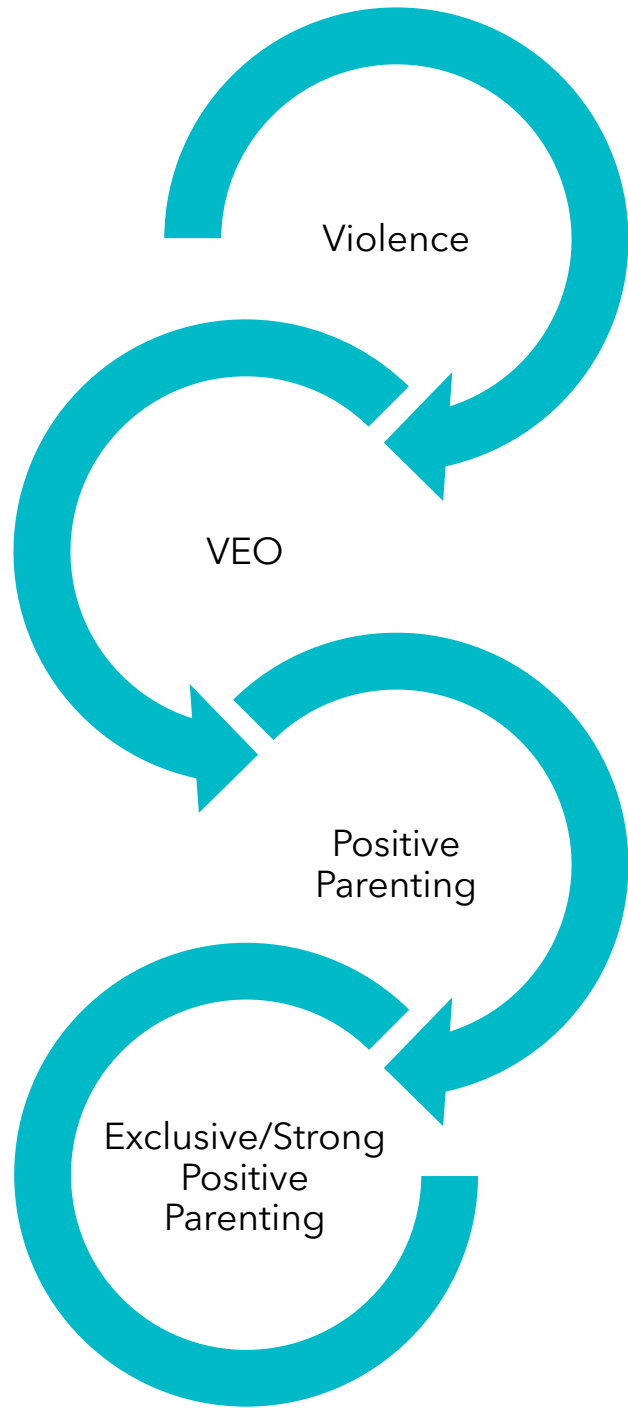 Violence
VEO
Positive
Parenting
Exclusive/Strong
Positive
Parenting